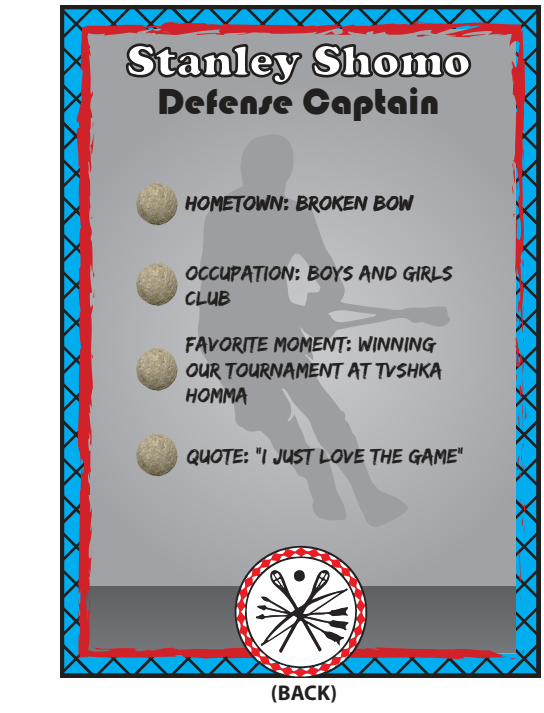 Stanley Shomo
Defense Captain
HOMETOWN: BROKEN BOW
OCCUPATION: BOYS AND GIRLS
CLUB
FAVORITE MOMENT: WINNING
OUR TOURNAMENT AT TVSHKA
HOMMA
QUOTE: "I JUST LOVE THE GAME"
(BACK)